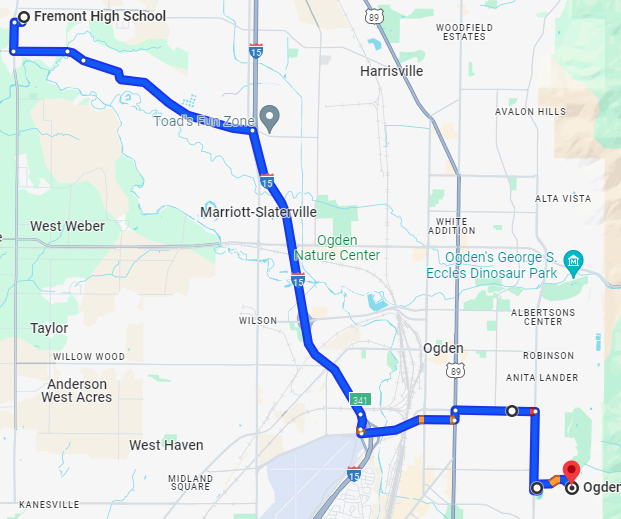 Fremont High School
89
WOODFIELD
ESTATES
15
Harrisville
AVALON HILLS
Toad's Fun Zone
15
ALTA VISTA
Marriott-Slaterville
West Weber
WHITE
ADDITION
Ogden
Nature Center
Ogden's George S.
Eccles Dinosaur Park
15
ALBERTSONS
CENTER
WILSON
Taylor
Ogden
WILLOW WOOD
ROBINSON
89
ANITA LANDER
Anderson
West Acres
341
West Haven
15
MIDLAND
SQUARE
Ogden
KANESVILLE